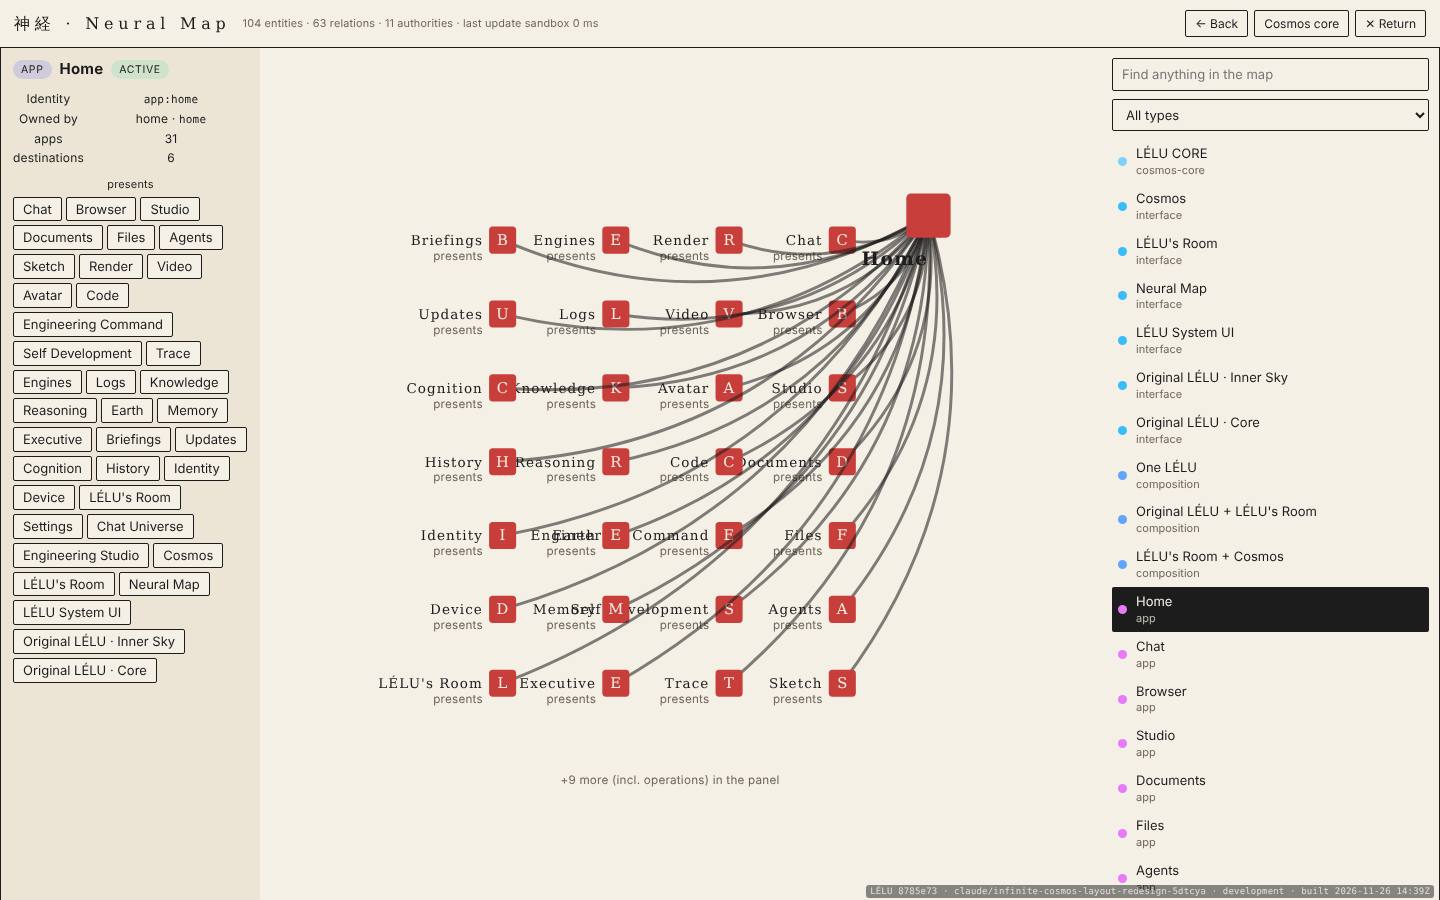 神経 · Neural Map 104 entities · 63 relations · 11 authorities · last update sandbox 0 ms ← Back Cosmos core ✕ Return
APP Home ACTIVE
Identity app:home
Owned by home · home
apps 31
destinations 6
presents
Chat Browser Studio
Documents Files Agents
Sketch Render Video
Avatar Code
Engineering Command
Self Development Trace
Engines Logs Knowledge
Reasoning Earth Memory
Executive Briefings Updates
Cognition History Identity
Device LÉLU's Room
Settings Chat Universe
Engineering Studio Cosmos
LÉLU's Room Neural Map
LÉLU System UI
Original LÉLU · Inner Sky
Original LÉLU · Core
Home
Briefings B Engines E Render R Chat C
presents presents presents presents
Updates U Logs L Video V Browser B
presents presents presents presents
Cognition C Knowledge K Avatar A Studio S
presents presents presents presents
History H Reasoning R Code C Documents D
presents presents presents presents
Identity I Earth E Engineering Command E Files F
presents presents presents presents
Device D Memory M Self Development S Agents A
presents presents presents presents
LÉLU's Room L Executive E Trace T Sketch S
presents presents presents presents
+9 more (incl. operations) in the panel
Find anything in the map
All types
LÉLU CORE
cosmos-core
Cosmos
interface
LÉLU's Room
interface
Neural Map
interface
LÉLU System UI
interface
Original LÉLU · Inner Sky
interface
Original LÉLU · Core
interface
One LÉLU
composition
Original LÉLU + LÉLU's Room
composition
LÉLU's Room + Cosmos
composition
Home
app
Chat
app
Browser
app
Studio
app
Documents
app
Files
app
Agents
app
LÉLU 8785e73 · claude/infinite-cosmos-layout-redesign-5dtcya · development · built 2026-11-26 14:39Z